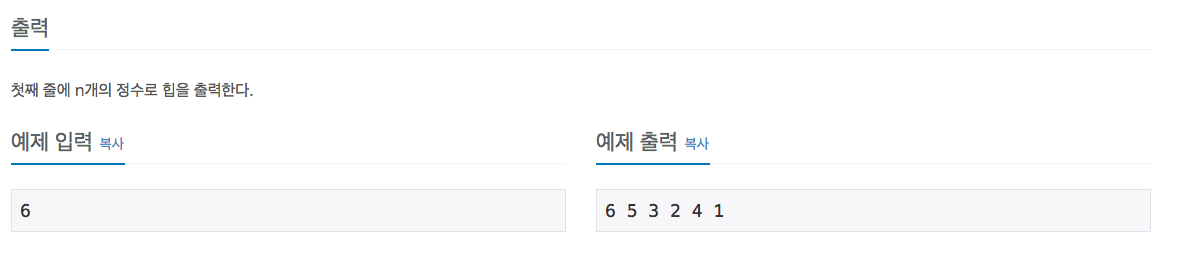 출력
첫째 줄에 n개의 정수로 힙을 출력한다.
예제 입력 복사
6
예제 출력 복사
6 5 3 2 4 1